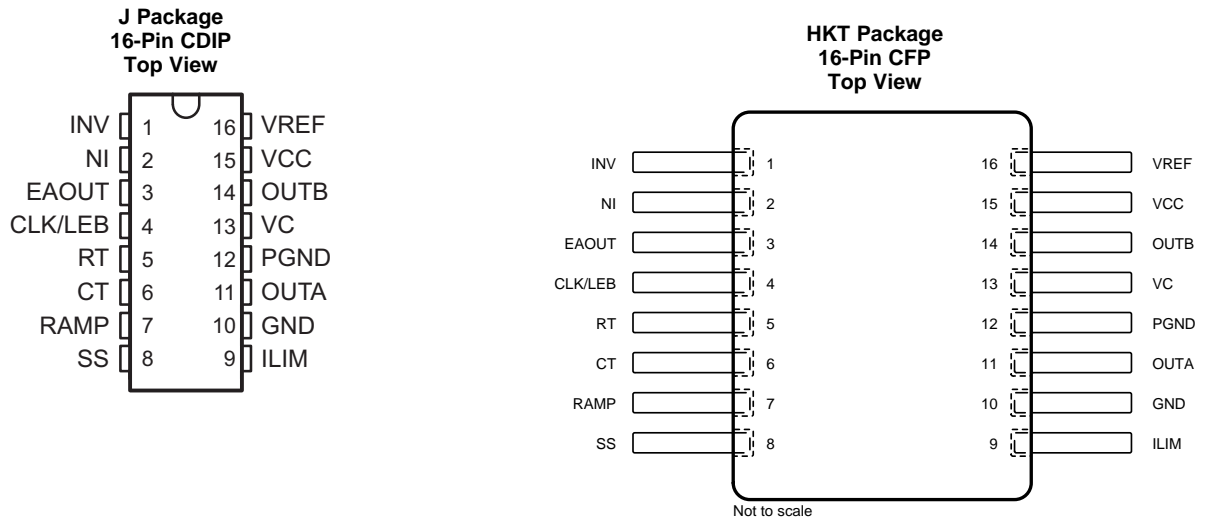 J Package
16-Pin CDIP
Top View
INV 1 16 VREF
NI 2 15 VCC
EAOUT 3 14 OUTB
CLK/LEB 4 13 VC
RT 5 12 PGND
CT 6 11 OUTA
RAMP 7 10 GND
SS 8 9 ILIM
HKT Package
16-Pin CFP
Top View
INV 1 16 VREF
NI 2 15 VCC
EAOUT 3 14 OUTB
CLK/LEB 4 13 VC
RT 5 12 PGND
CT 6 11 OUTA
RAMP 7 10 GND
SS 8 9 ILIM
Not to scale